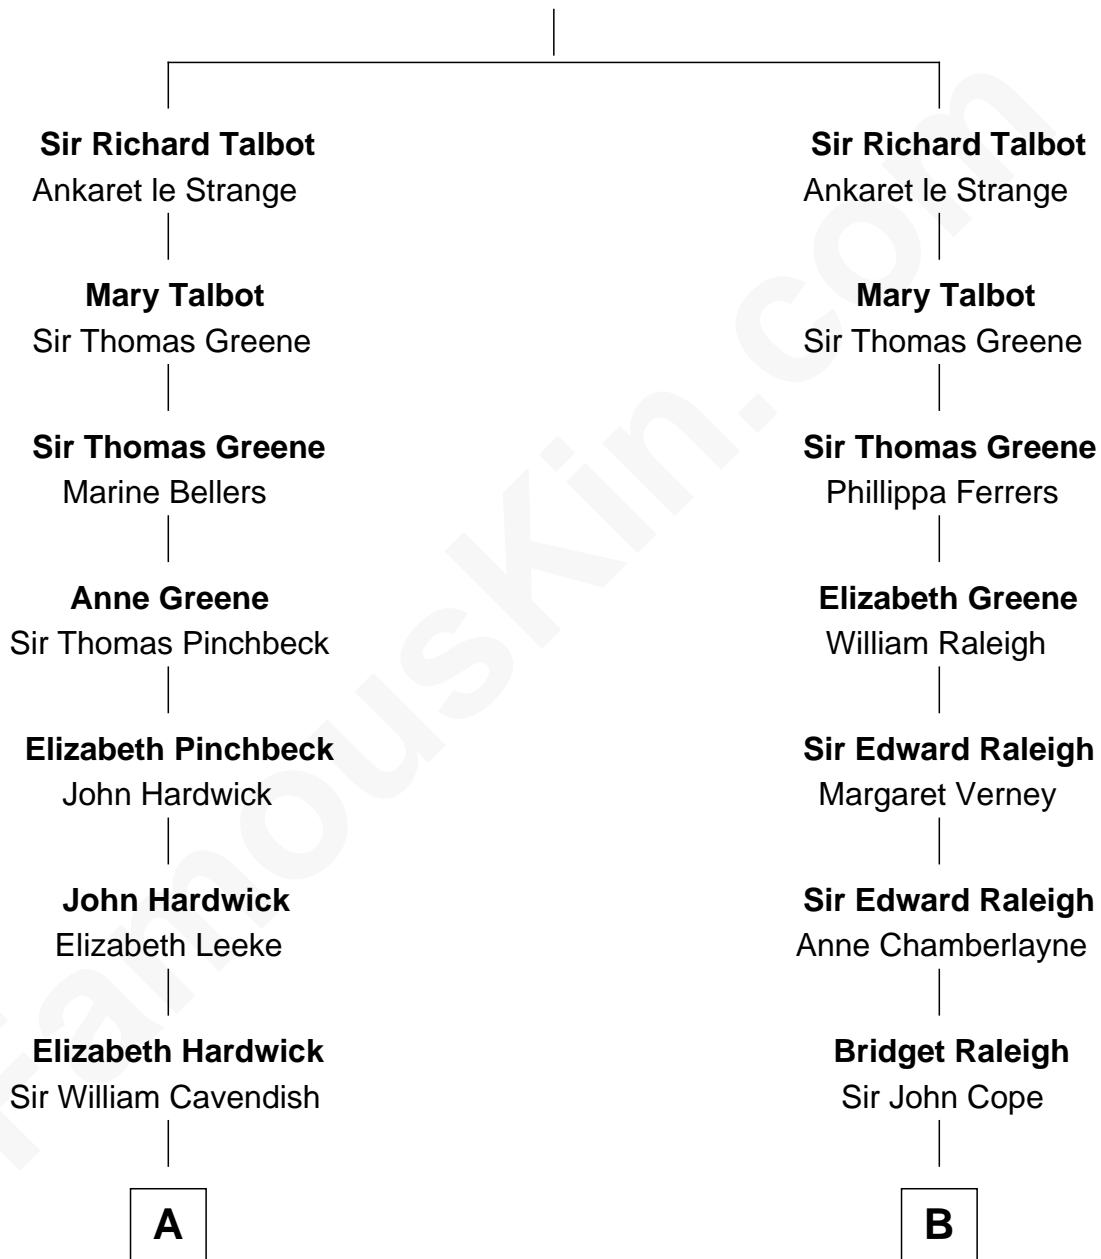 Sir Richard Talbot
Ankaret le Strange
Mary Talbot
Sir Thomas Greene
Sir Thomas Greene
Marine Bellers
Anne Greene
Sir Thomas Pinchbeck
Elizabeth Pinchbeck
John Hardwick
John Hardwick
Elizabeth Leeke
Elizabeth Hardwick
Sir William Cavendish
A
Sir Richard Talbot
Ankaret le Strange
Mary Talbot
Sir Thomas Greene
Sir Thomas Greene
Phillippa Ferrers
Elizabeth Greene
William Raleigh
Sir Edward Raleigh
Margaret Verney
Sir Edward Raleigh
Anne Chamberlayne
Bridget Raleigh
Sir John Cope
B
FamousKin.com